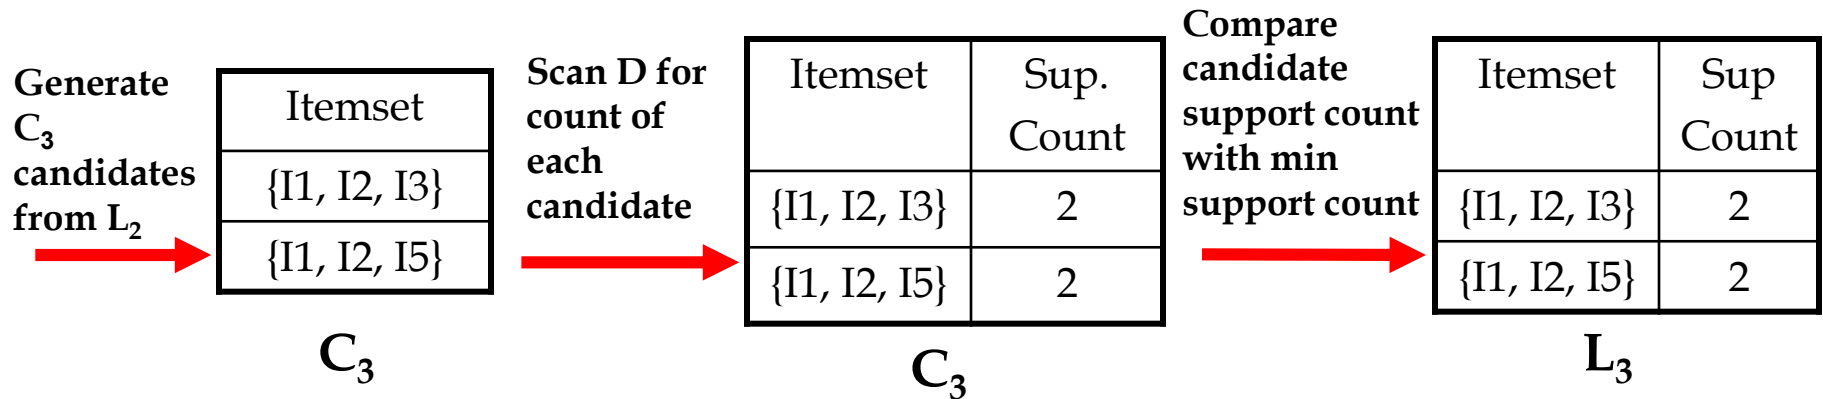 Generate
C₃
candidates
from L₂
Itemset
{I1, I2, I3}
{I1, I2, I5}
C₃
Scan D for
count of
each
candidate
Itemset
Sup.
Count
{I1, I2, I3}
2
{I1, I2, I5}
2
C₃
Compare
candidate
support count
with min
support count
Itemset
Sup
Count
{I1, I2, I3}
2
{I1, I2, I5}
2
L₃